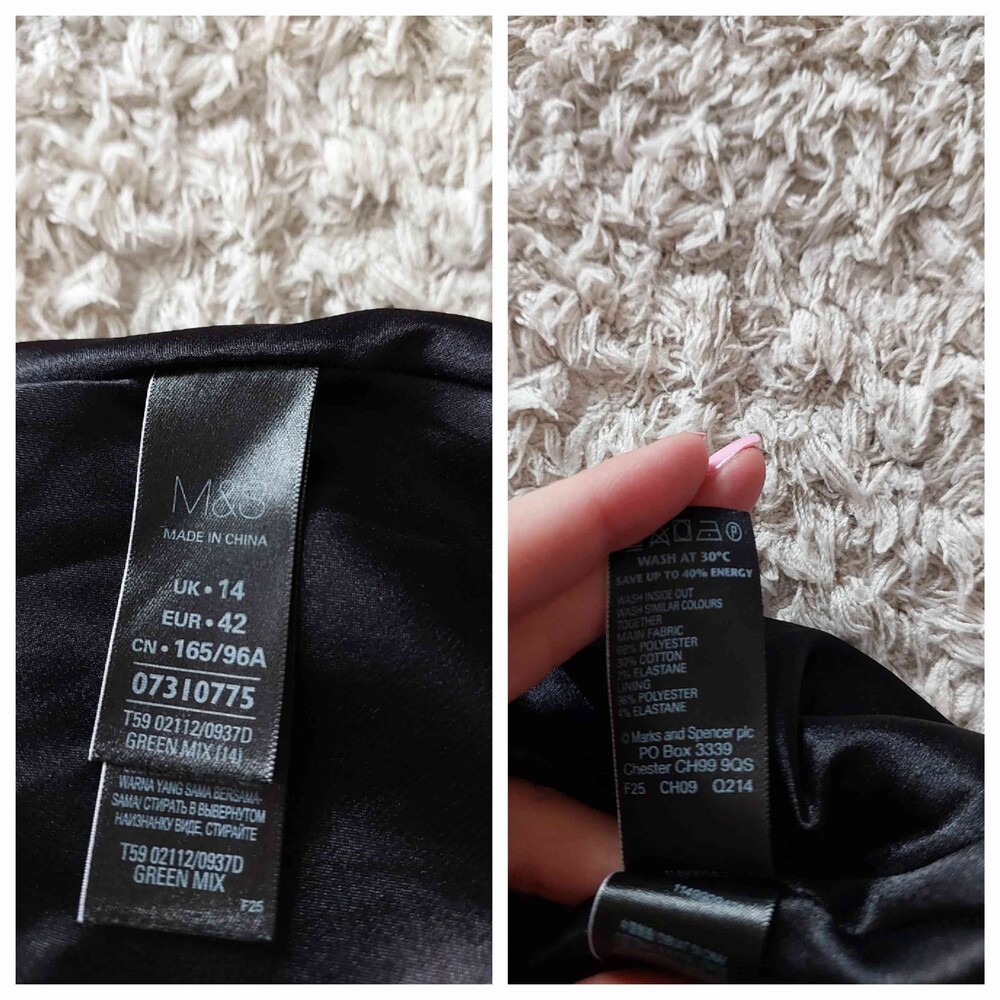 M&S
MADE IN CHINA
UK • 14
EUR • 42
CN • 165/96A
07310775
T59 02112/0937D
GREEN MIX (14)
WARNA YANG SAMA BERSAMA-
SAMA/ СТИРАТЬ В ВЫВЕРНУТОМ
НАИЗНАНКУ ВИДЕ, СТИРАЙТЕ
T59 02112/0937D
GREEN MIX
F25
WASH AT 30°C
SAVE UP TO 40% ENERGY
WASH INSIDE OUT
WASH SIMILAR COLOURS
TOGETHER
MAIN FABRIC
POLYESTER
COTTON
ELASTANE
LINING
96% POLYESTER
4% ELASTANE
© Marks and Spencer plc
PO Box 3339
Chester CH99 9QS
F25 CH09 Q214